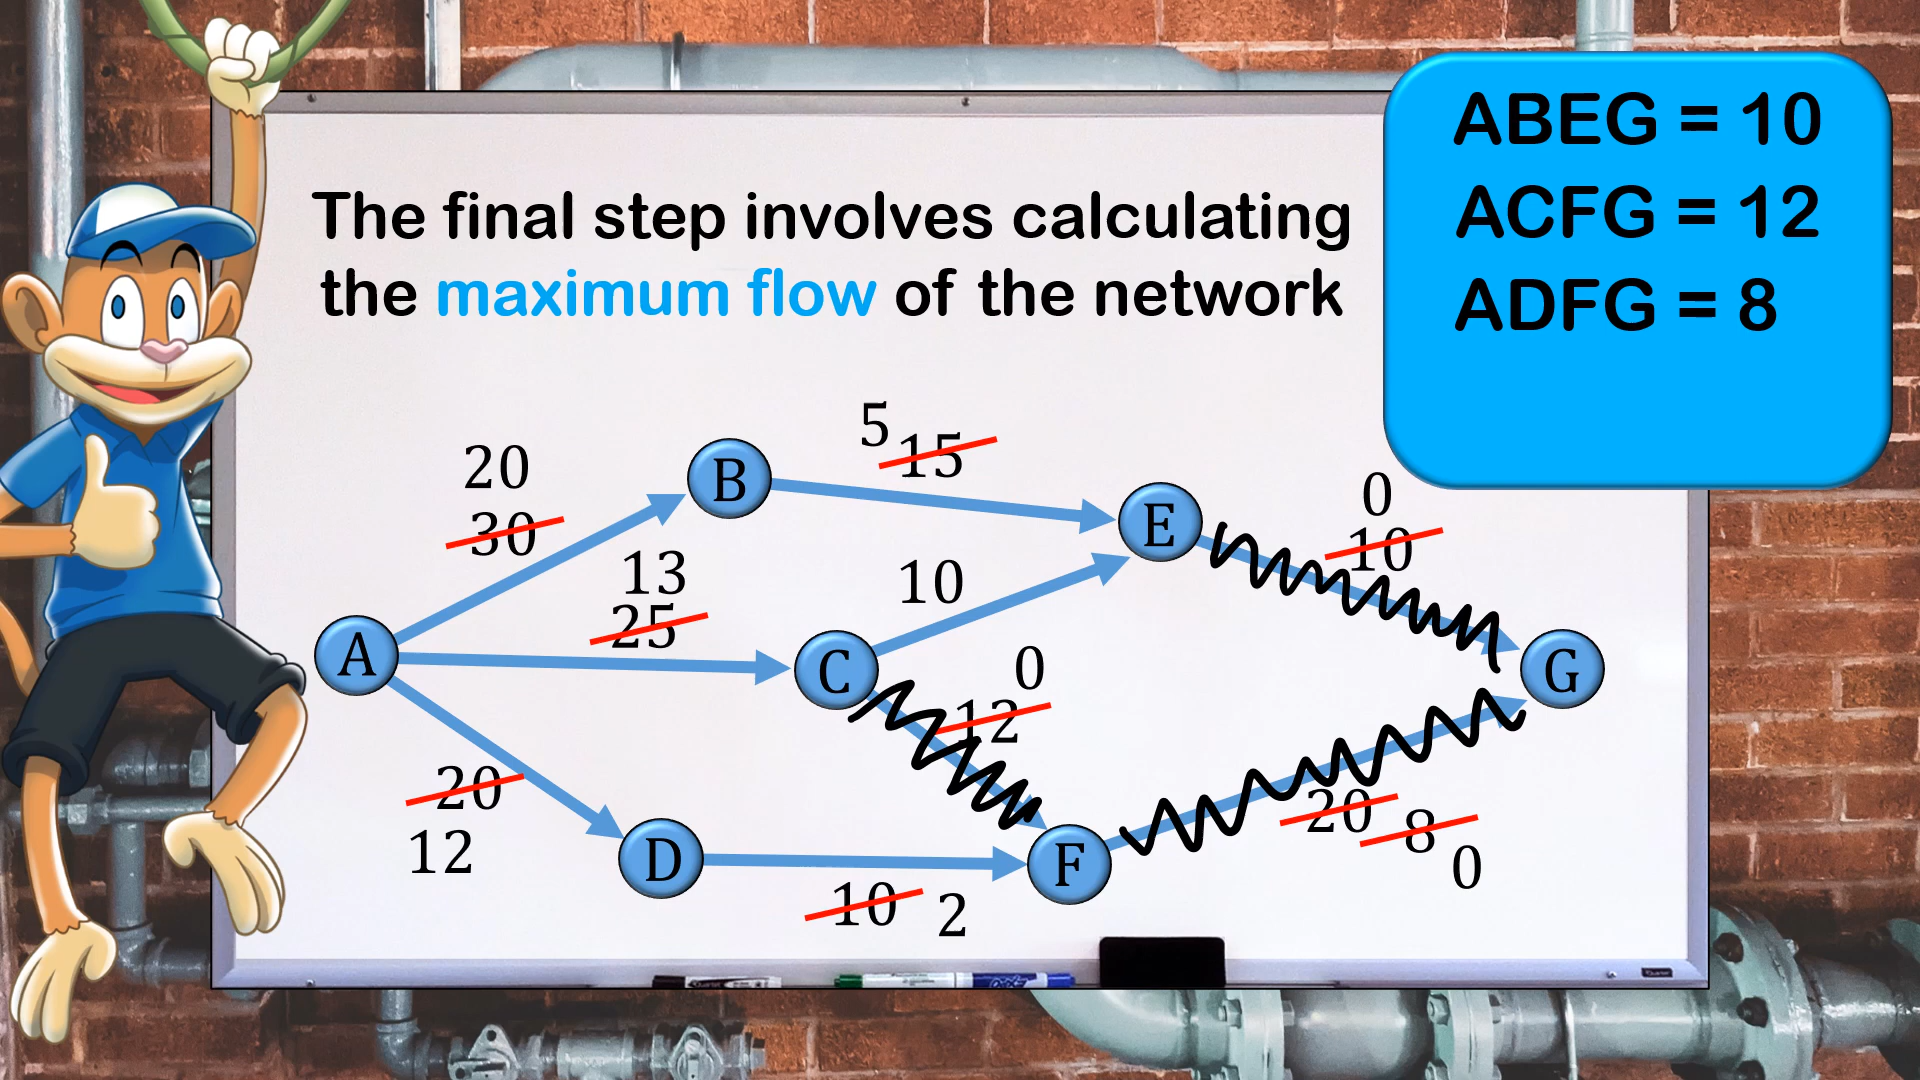 The final step involves calculating
the maximum flow of the network
ABEG = 10
ACFG = 12
ADFG = 8
5
15
20
30
B
0
10
E
13
25
10
A
C
0
12
G
20
12
D
10 2
F
20 8
0